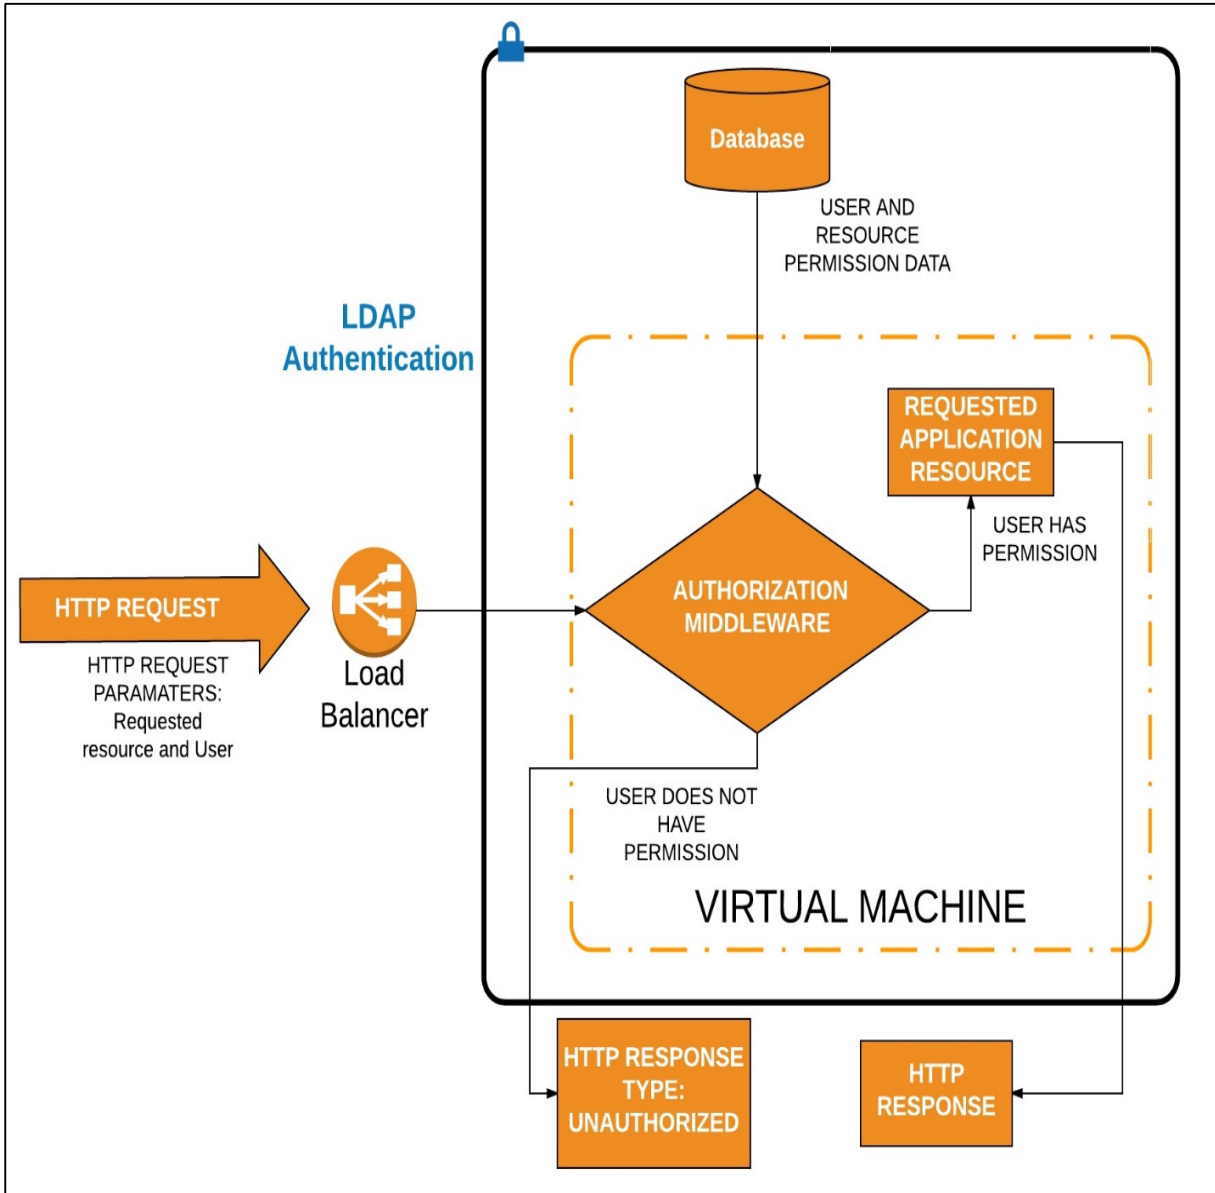 Database
USER AND
RESOURCE
PERMISSION DATA
LDAP
Authentication
REQUESTED
APPLICATION
RESOURCE
USER HAS
PERMISSION
AUTHORIZATION
MIDDLEWARE
HTTP REQUEST
HTTP REQUEST
PARAMATERS:
Requested
resource and User
Load
Balancer
USER DOES NOT
HAVE
PERMISSION
VIRTUAL MACHINE
HTTP RESPONSE
TYPE:
UNAUTHORIZED
HTTP
RESPONSE